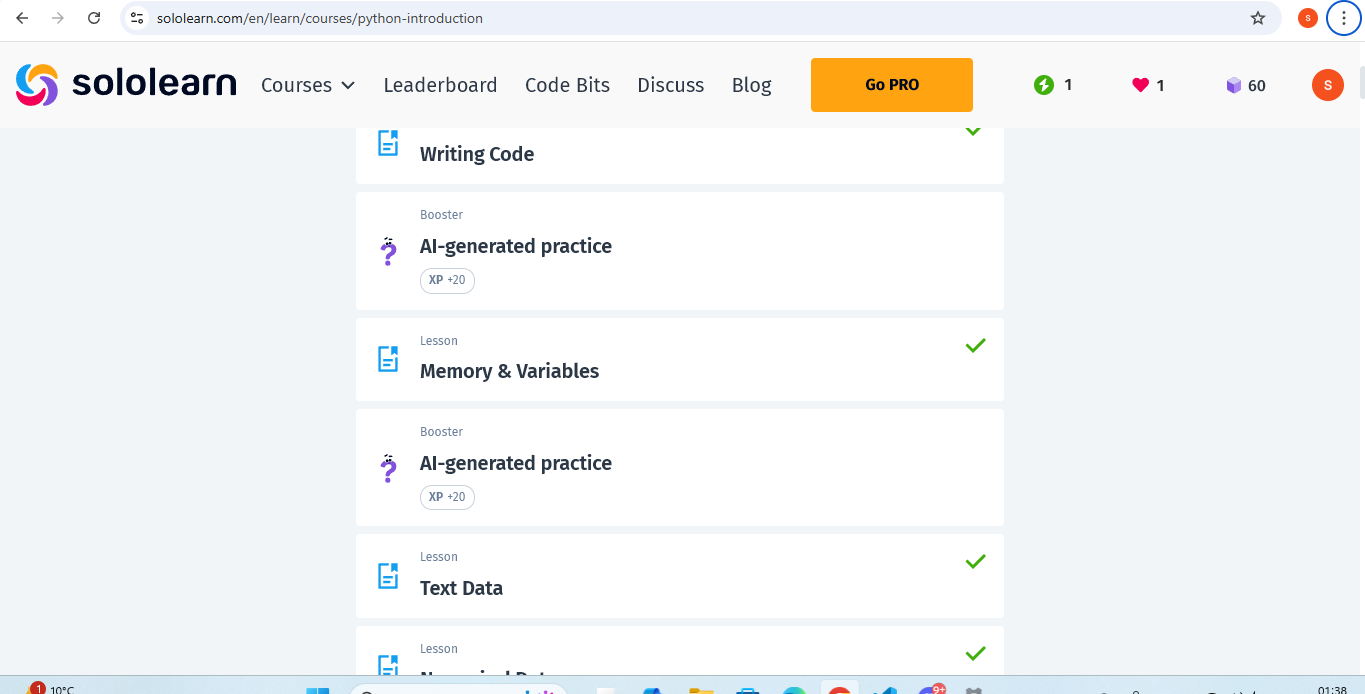 sololearn.com/en/learn/courses/python-introduction
S
sololearn
Courses
Leaderboard
Code Bits
Discuss
Blog
Go PRO
1
1
60
S
Writing Code
Booster
AI-generated practice
XP +20
Lesson
Memory & Variables
Booster
AI-generated practice
XP +20
Lesson
Text Data
Lesson
1
10°C
9+
01:38